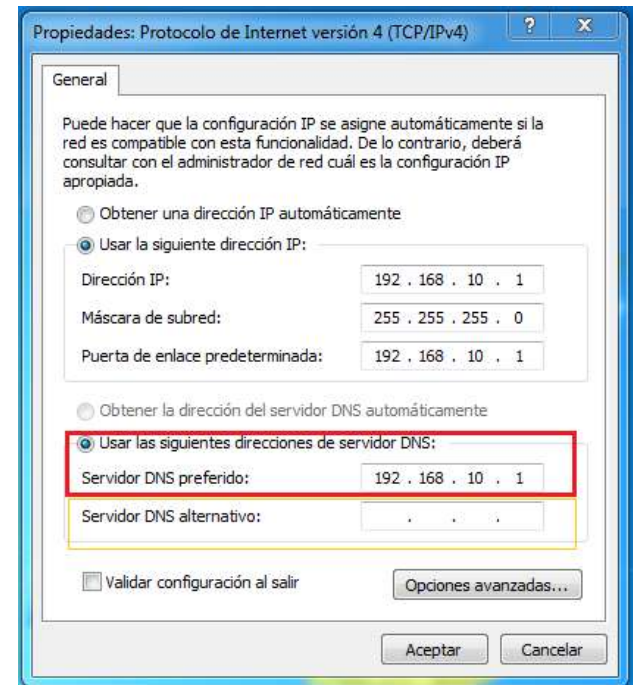 Propiedades: Protocolo de Internet versión 4 (TCP/IPv4)
General
Puede hacer que la configuración IP se asigne automáticamente si la
red es compatible con esta funcionalidad. De lo contrario, deberá
consultar con el administrador de red cuál es la configuración IP
apropiada.
Obtener una dirección IP automáticamente
Usar la siguiente dirección IP:
Dirección IP: 192 . 168 . 10 . 1
Máscara de subred: 255 . 255 . 255 . 0
Puerta de enlace predeterminada: 192 . 168 . 10 . 1
Obtener la dirección del servidor DNS automáticamente
Usar las siguientes direcciones de servidor DNS:
Servidor DNS preferido: 192 . 168 . 10 . 1
Servidor DNS alternativo: . . .
Validar configuración al salir Opciones avanzadas...
Aceptar Cancelar